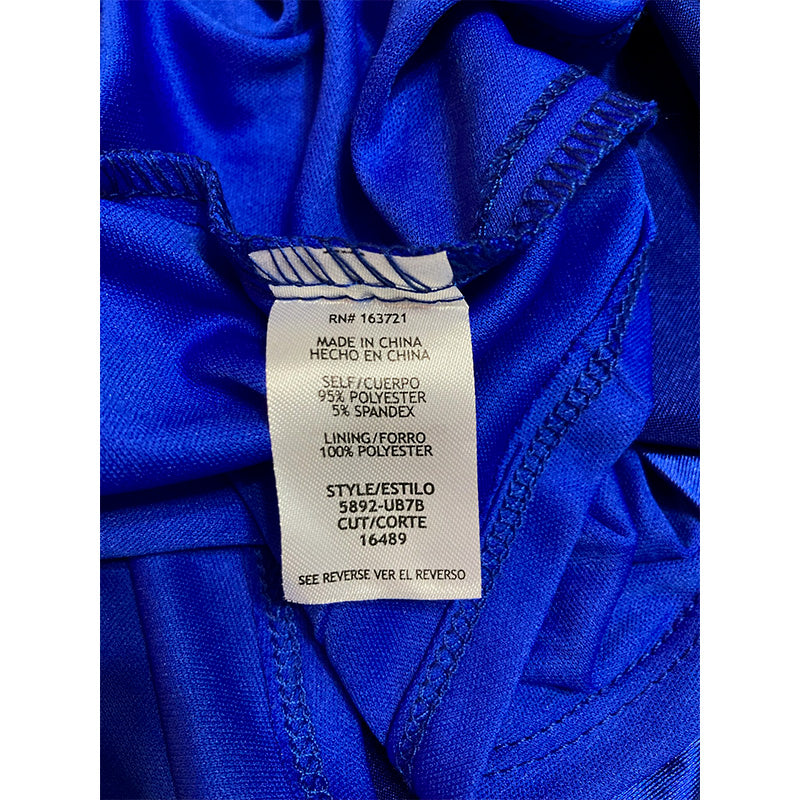 RN# 163721
MADE IN CHINA
HECHO EN CHINA
SELF/CUERPO
95% POLYESTER
5% SPANDEX
LINING/FORRO
100% POLYESTER
STYLE/ESTILO
5892-UB7B
CUT/CORTE
16489
SEE REVERSE VER EL REVERSO